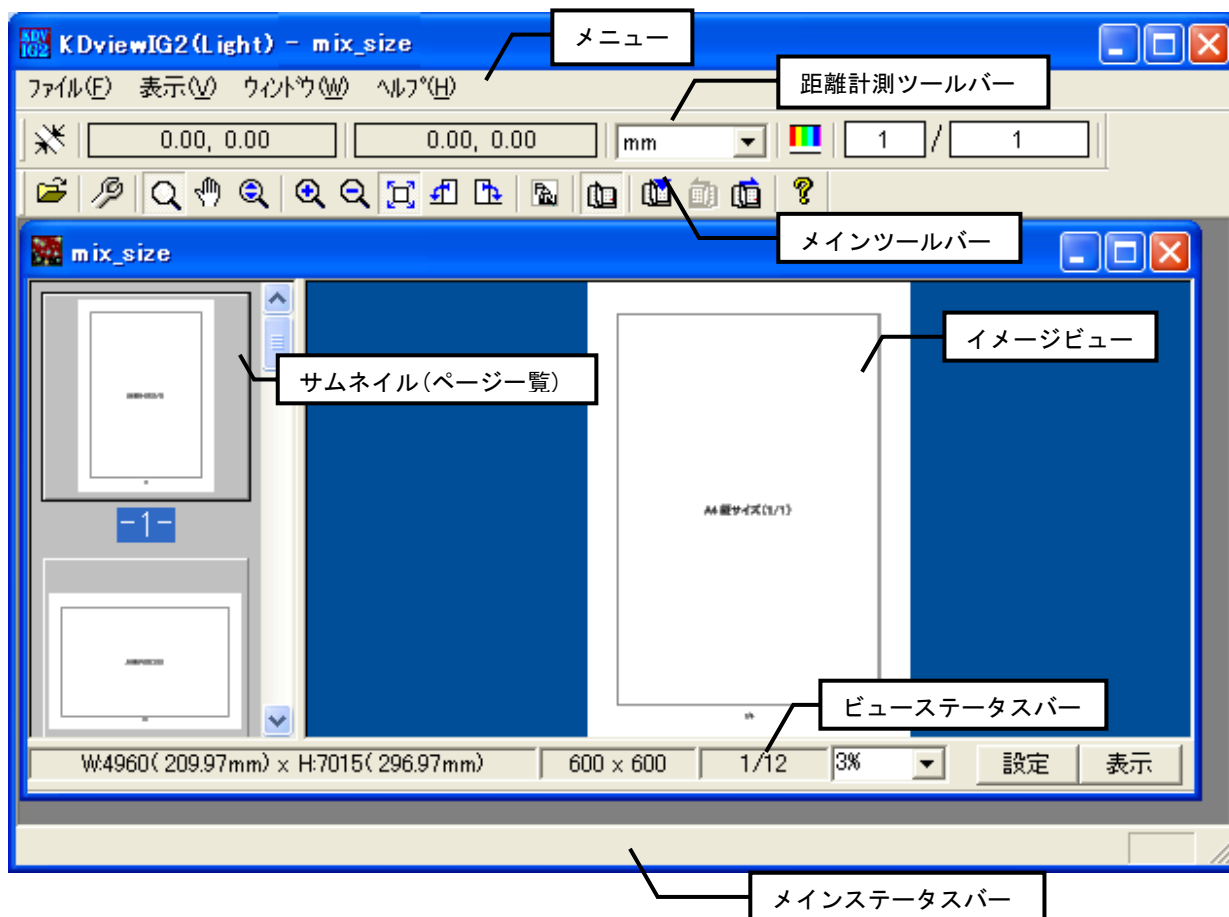 KDV IG2 KDviewIG2(Light) - mix_size
メニュー
ファイル(F) 表示(V) ウィンドウ(W) ヘルプ(H)
距離計測ツールバー
0.00, 0.00 0.00, 0.00 mm 1 / 1
メインツールバー
mix_size
イメージビュー
サムネイル(ページ一覧)
-1-
A4 縦サイズ(1/1)
ビューステータスバー
W:4960( 209.97mm) x H:7015( 296.97mm) 600 x 600 1/12 3% 設定 表示
メインステータスバー